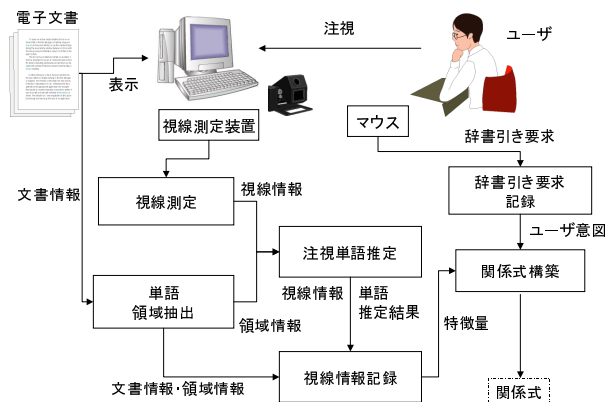 電子文書
注視
ユーザ
表示
視線測定装置
マウス
辞書引き要求
文書情報
視線測定
視線情報
辞書引き要求
記録
ユーザ意図
注視単語推定
関係式構築
単語
領域抽出
領域情報
視線情報
単語
推定結果
特徴量
文書情報・領域情報
視線情報記録
関係式